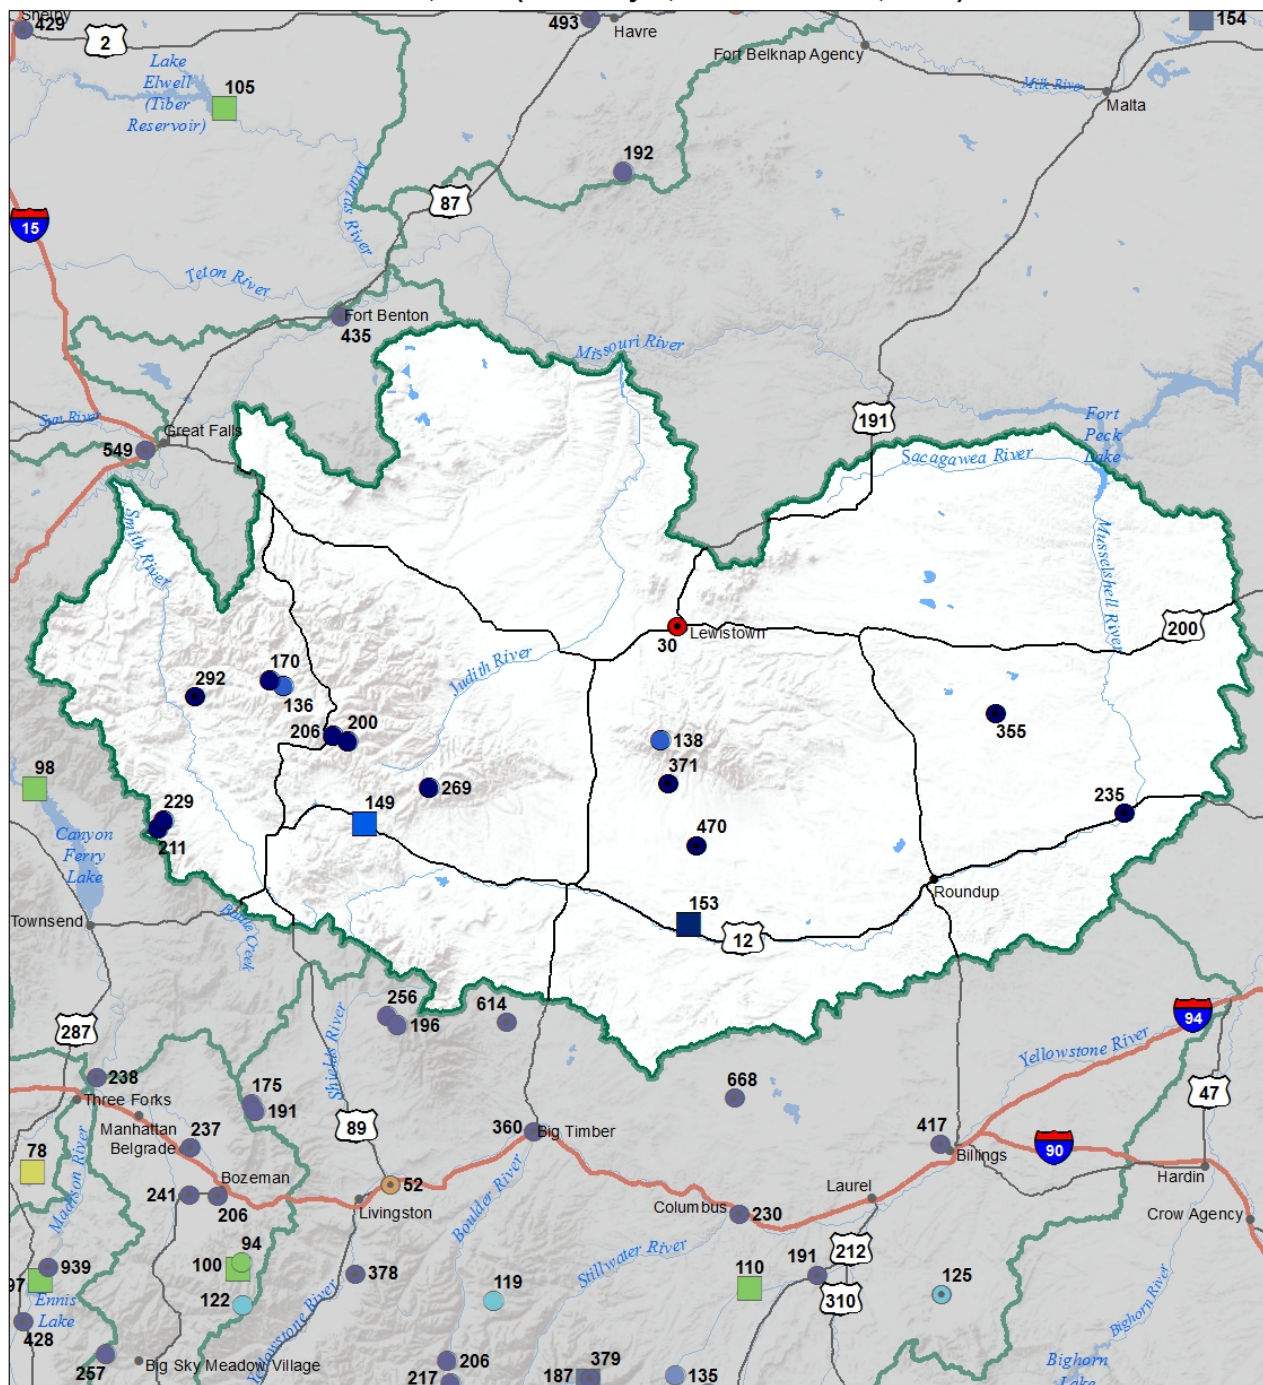 Shelby
429
2
493
Havre
Fort Belknap Agency
154
Lake
Elwell
(Tiber
Reservoir)
105
Milk River
Malta
192
Marias River
87
15
Teton River
Fort Benton
435
Missouri River
191
Fort
Peck
Lake
Sun River
Great Falls
549
Sacagawea River
Smith River
Musselshell River
200
Lewistown
30
Judith River
170
292
136
206
200
138
355
371
98
269
149
229
235
211
Canyon
Ferry
Lake
470
Roundup
153
Townsend
12
Battle Creek
256
614
196
287
94
Shields River
Yellowstone River
238
Three Forks
175
191
668
47
Manhattan
Belgrade
237
89
360
Big Timber
417
Billings
90
78
Madison River
Bozeman
52
Hardin
241
206
Livingston
Boulder River
Laurel
Columbus
230
Crow Agency
94
100
939
97
Ennis
Lake
378
Stillwater River
212
191
110
119
125
122
310
428
Yellowstone River
Bighorn River
257
Big Sky Meadow Village
206
217
379
187
135
Bighorn
Lake